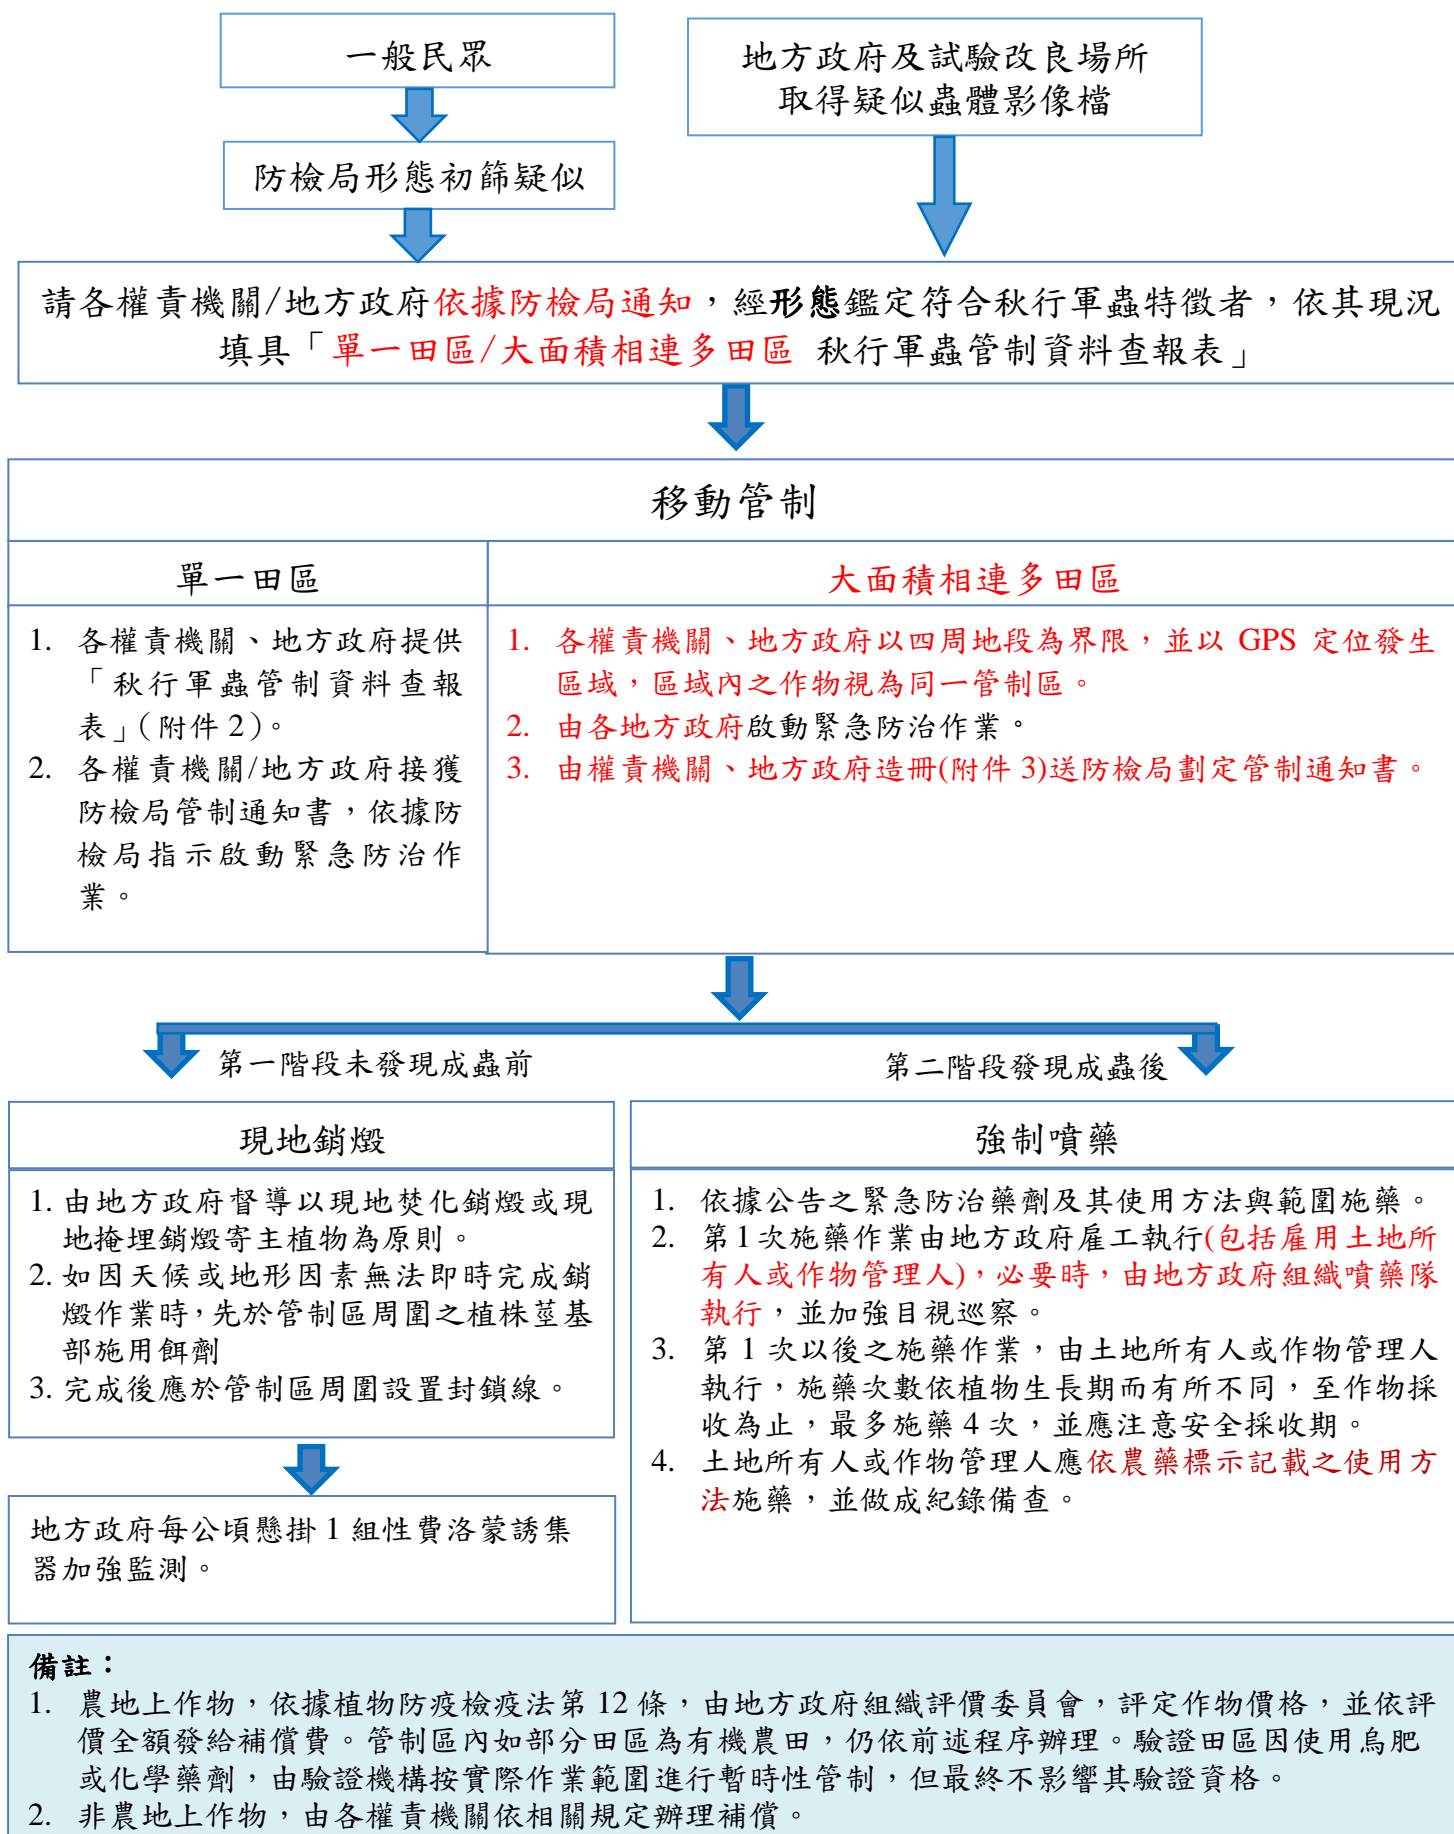 一般民眾
地方政府及試驗改良場所
取得疑似蟲體影像檔
防檢局形態初篩疑似
請各權責機關/地方政府依據防檢局通知，經形態鑑定符合秋行軍蟲特徵者，依其現況
填具「單一田區/大面積相連多田區 秋行軍蟲管制資料查報表」
移動管制
單一田區
1. 各權責機關、地方政府提供
「秋行軍蟲管制資料查報
表」(附件 2)。
2. 各權責機關/地方政府接獲
防檢局管制通知書，依據防
檢局指示啟動緊急防治作
業。
大面積相連多田區
1. 各權責機關、地方政府以四周地段為界限，並以 GPS 定位發生
區域，區域內之作物視為同一管制區。
2. 由各地方政府啟動緊急防治作業。
3. 由權責機關、地方政府造冊(附件 3)送防檢局劃定管制通知書。
第一階段未發現成蟲前
第二階段發現成蟲後
現地銷燬
1. 由地方政府督導以現地焚化銷燬或現
地掩埋銷燬寄主植物為原則。
2. 如因天候或地形因素無法即時完成銷
燬作業時，先於管制區周圍之植株莖基
部施用餌劑
3. 完成後應於管制區周圍設置封鎖線。
地方政府每公頃懸掛 1 組性費洛蒙誘集
器加強監測。
強制噴藥
1. 依據公告之緊急防治藥劑及其使用方法與範圍施藥。
2. 第 1 次施藥作業由地方政府雇工執行(包括雇用土地所
有人或作物管理人)，必要時，由地方政府組織噴藥隊
執行，並加強目視巡察。
3. 第 1 次以後之施藥作業，由土地所有人或作物管理人
執行，施藥次數依植物生長期而有所不同，至作物採
收為止，最多施藥 4 次，並應注意安全採收期。
4. 土地所有人或作物管理人應依農藥標示記載之使用方
法施藥，並做成紀錄備查。
備註：
1. 農地上作物，依據植物防疫檢疫法第 12 條，由地方政府組織評價委員會，評定作物價格，並依評
價全額發給補償費。管制區內如部分田區為有機農田，仍依前述程序辦理。驗證田區因使用烏肥
或化學藥劑，由驗證機構按實際作業範圍進行暫時性管制，但最終不影響其驗證資格。
2. 非農地上作物，由各權責機關依相關規定辦理補償。